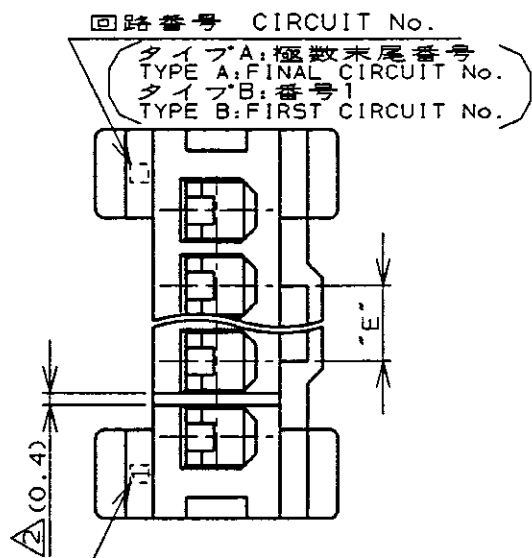 回路番号 CIRCUIT No.
タイプA:極数末尾番号
TYPE A:FINAL CIRCUIT No.
タイプB:番号1
TYPE B:FIRST CIRCUIT No.
"E"
1
2 (0.4)